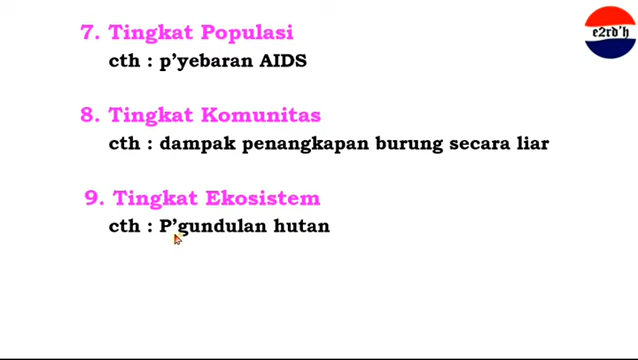 e2rd'h
7. Tingkat Populasi
cth : p’yebaran AIDS
8. Tingkat Komunitas
cth : dampak penangkapan burung secara liar
9. Tingkat Ekosistem
cth : P’gundulan hutan